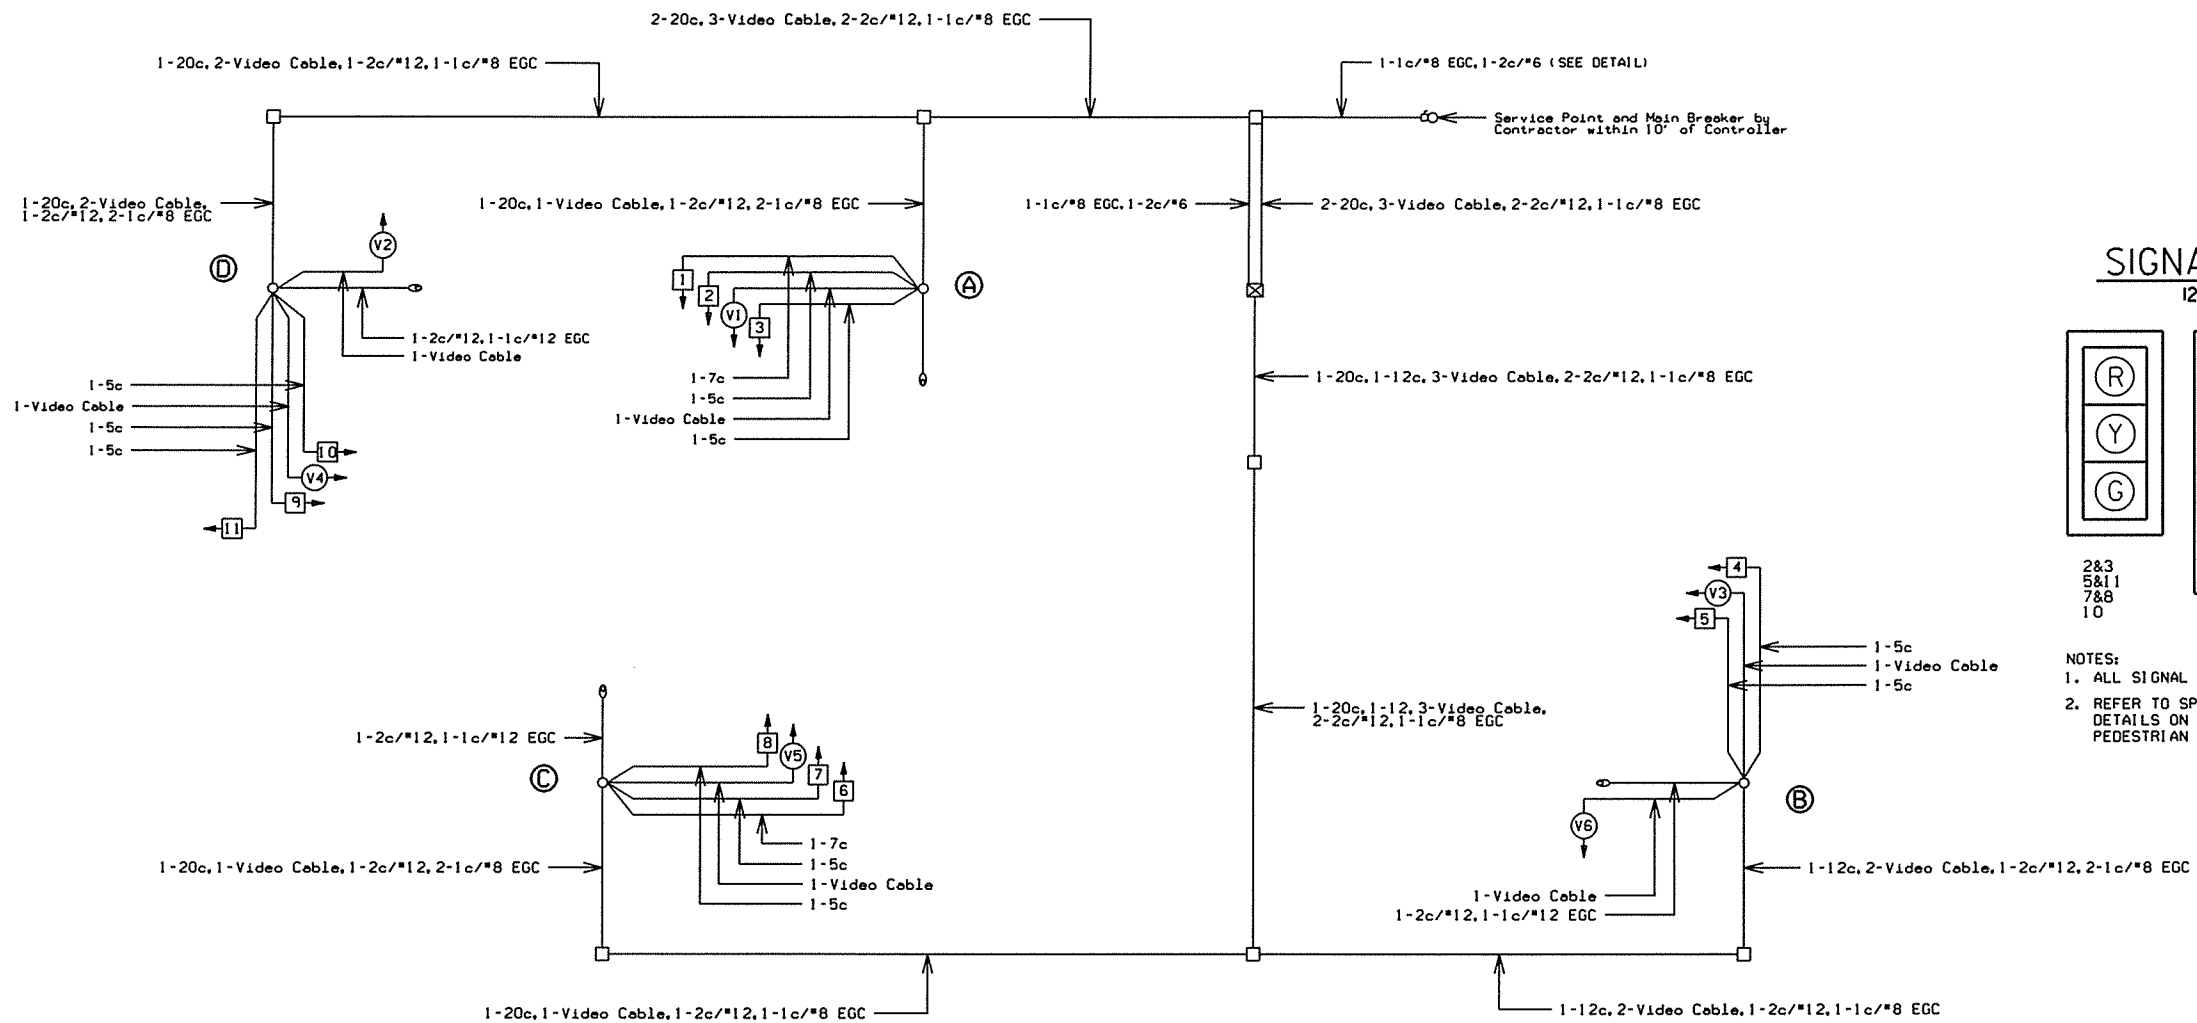 2-20c, 3-Video Cable, 2-2c/#12, 1-1c/#8 EGC
1-20c, 2-Video Cable, 1-2c/#12, 1-1c/#8 EGC
1-1c/#8 EGC, 1-2c/#6 (SEE DETAIL)
Service Point and Main Breaker by
Contractor within 10' of Controller
1-20c, 2-Video Cable,
1-2c/#12, 2-1c/#8 EGC
1-20c, 1-Video Cable, 1-2c/#12, 2-1c/#8 EGC
1-1c/#8 EGC, 1-2c/#6
2-20c, 3-Video Cable, 2-2c/#12, 1-1c/#8 EGC
D
V2
1-2c/#12, 1-1c/#12 EGC
1-Video Cable
1-5c
1-Video Cable
1-5c
1-5c
10
V4
9
11
A
1
2
V1
3
1-7c
1-5c
1-Video Cable
1-5c
1-20c, 1-12c, 3-Video Cable, 2-2c/#12, 1-1c/#8 EGC
1-20c, 1-12, 3-Video Cable,
2-2c/#12, 1-1c/#8 EGC
SIGNA
12
R
Y
G
2&3
5&11
7&8
10
NOTES:
1. ALL SIGNAL
2. REFER TO SP
DETAILS ON
PEDESTRIAN
4
V3
5
1-5c
1-Video Cable
1-5c
B
V6
1-Video Cable
1-2c/#12, 1-1c/#12 EGC
1-12c, 2-Video Cable, 1-2c/#12, 2-1c/#8 EGC
1-2c/#12, 1-1c/#12 EGC
C
8
V5
7
6
1-7c
1-5c
1-Video Cable
1-5c
1-20c, 1-Video Cable, 1-2c/#12, 2-1c/#8 EGC
1-20c, 1-Video Cable, 1-2c/#12, 1-1c/#8 EGC
1-12c, 2-Video Cable, 1-2c/#12, 1-1c/#8 EGC